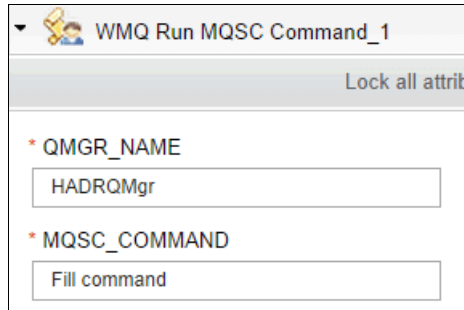 WMQ Run MQSC Command_1
Lock all attrib
* QMGR_NAME
HADRQMgr
* MQSC_COMMAND
Fill command